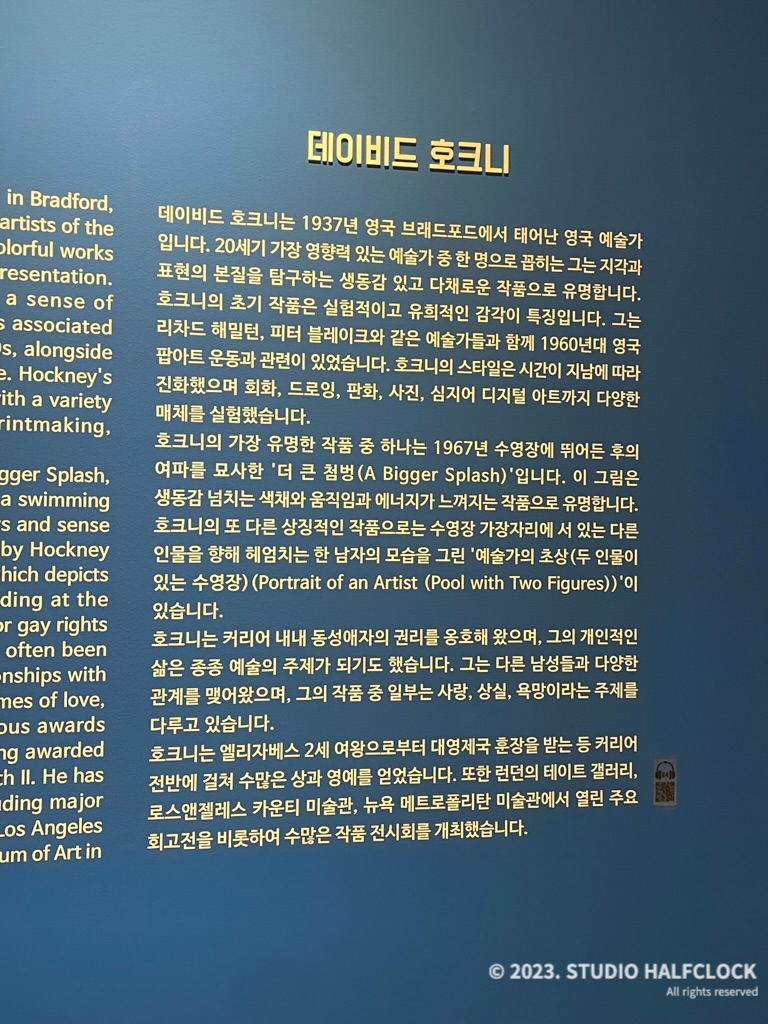 in Bradford,
artists of the
olorful works
resentation.
a sense of
s associated
0s, alongside
e. Hockney's
with a variety
rintmaking,
gger Splash,
a swimming
rs and sense
by Hockney
which depicts
ding at the
or gay rights
often been
onships with
mes of love,
ous awards
ng awarded
th II. He has
uding major
Los Angeles
um of Art in
데이비드 호크니
데이비드 호크니는 1937년 영국 브래드포드에서 태어난 영국 예술가
입니다. 20세기 가장 영향력 있는 예술가 중 한 명으로 꼽히는 그는 지각과
표현의 본질을 탐구하는 생동감 있고 다채로운 작품으로 유명합니다.
호크니의 초기 작품은 실험적이고 유희적인 감각이 특징입니다. 그는
리차드 해밀턴, 피터 블레이크와 같은 예술가들과 함께 1960년대 영국
팝아트 운동과 관련이 있었습니다. 호크니의 스타일은 시간이 지남에 따라
진화했으며 회화, 드로잉, 판화, 사진, 심지어 디지털 아트까지 다양한
매체를 실험했습니다.
호크니의 가장 유명한 작품 중 하나는 1967년 수영장에 뛰어든 후의
여파를 묘사한 '더 큰 첨벙(A Bigger Splash)'입니다. 이 그림은
생동감 넘치는 색채와 움직임과 에너지가 느껴지는 작품으로 유명합니다.
호크니의 또 다른 상징적인 작품으로는 수영장 가장자리에 서 있는 다른
인물을 향해 헤엄치는 한 남자의 모습을 그린 '예술가의 초상(두 인물이
있는 수영장)(Portrait of an Artist (Pool with Two Figures))'이
있습니다.
호크니는 커리어 내내 동성애자의 권리를 옹호해 왔으며, 그의 개인적인
삶은 종종 예술의 주제가 되기도 했습니다. 그는 다른 남성들과 다양한
관계를 맺어왔으며, 그의 작품 중 일부는 사랑, 상실, 욕망이라는 주제를
다루고 있습니다.
호크니는 엘리자베스 2세 여왕으로부터 대영제국 훈장을 받는 등 커리어
전반에 걸쳐 수많은 상과 영예를 얻었습니다. 또한 런던의 테이트 갤러리,
로스앤젤레스 카운티 미술관, 뉴욕 메트로폴리탄 미술관에서 열린 주요
회고전을 비롯하여 수많은 작품 전시회를 개최했습니다.
© 2023. STUDIO HALFCLOCK
All rights reserved